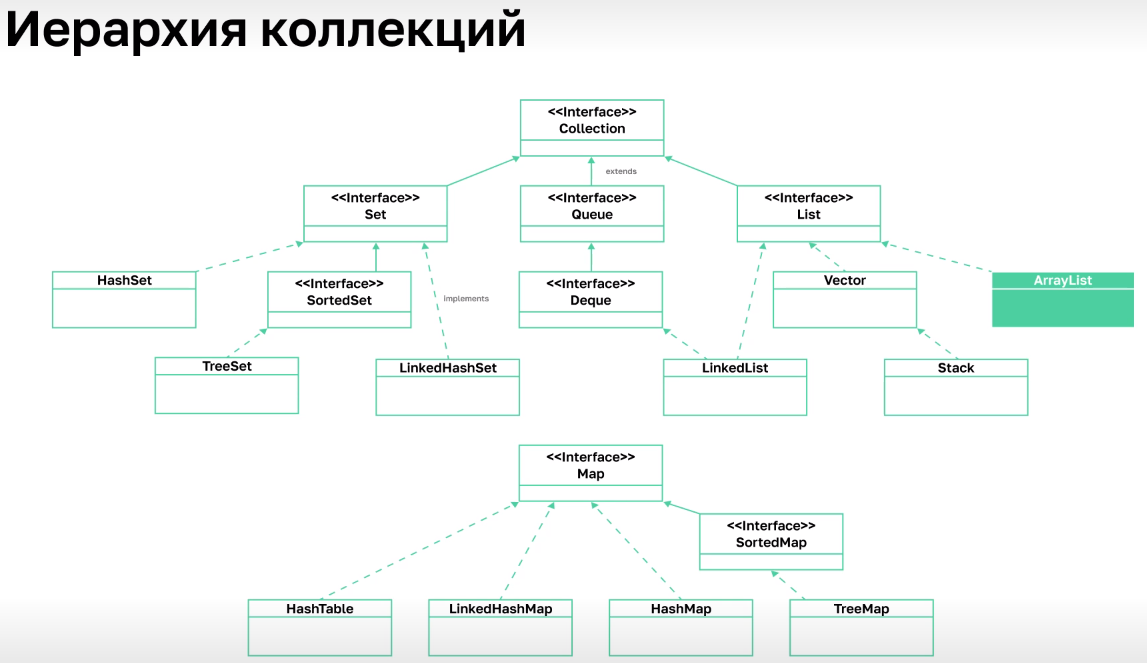 Иерархия коллекций
<<Interface>>
Collection
extends
<<Interface>>
Set
<<Interface>>
Queue
<<Interface>>
List
HashSet
<<Interface>>
SortedSet
implements
<<Interface>>
Deque
Vector
ArrayList
TreeSet
LinkedHashSet
LinkedList
Stack
<<Interface>>
Map
<<Interface>>
SortedMap
HashTable
LinkedHashMap
HashMap
TreeMap